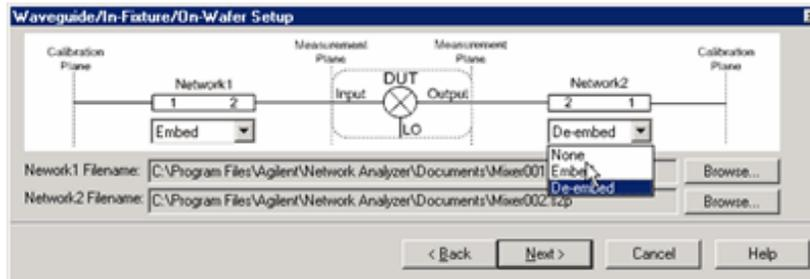 Waveguide/In-Fixture/On-Wafer Setup
Calibration Plane
Measurement Plane
Measurement Plane
Calibration Plane
Network1
1 2
Embed
DUT
Input
Output
LO
Network2
2 1
De-embed
None
Embed
De-embed
Nework1 Filename: C:\Program Files\Agilent\Network Analyzer\Documents\Mixer001
Browse...
Network2 Filename: C:\Program Files\Agilent\Network Analyzer\Documents\Mixer002.s2p
Browse...
< Back
Next >
Cancel
Help